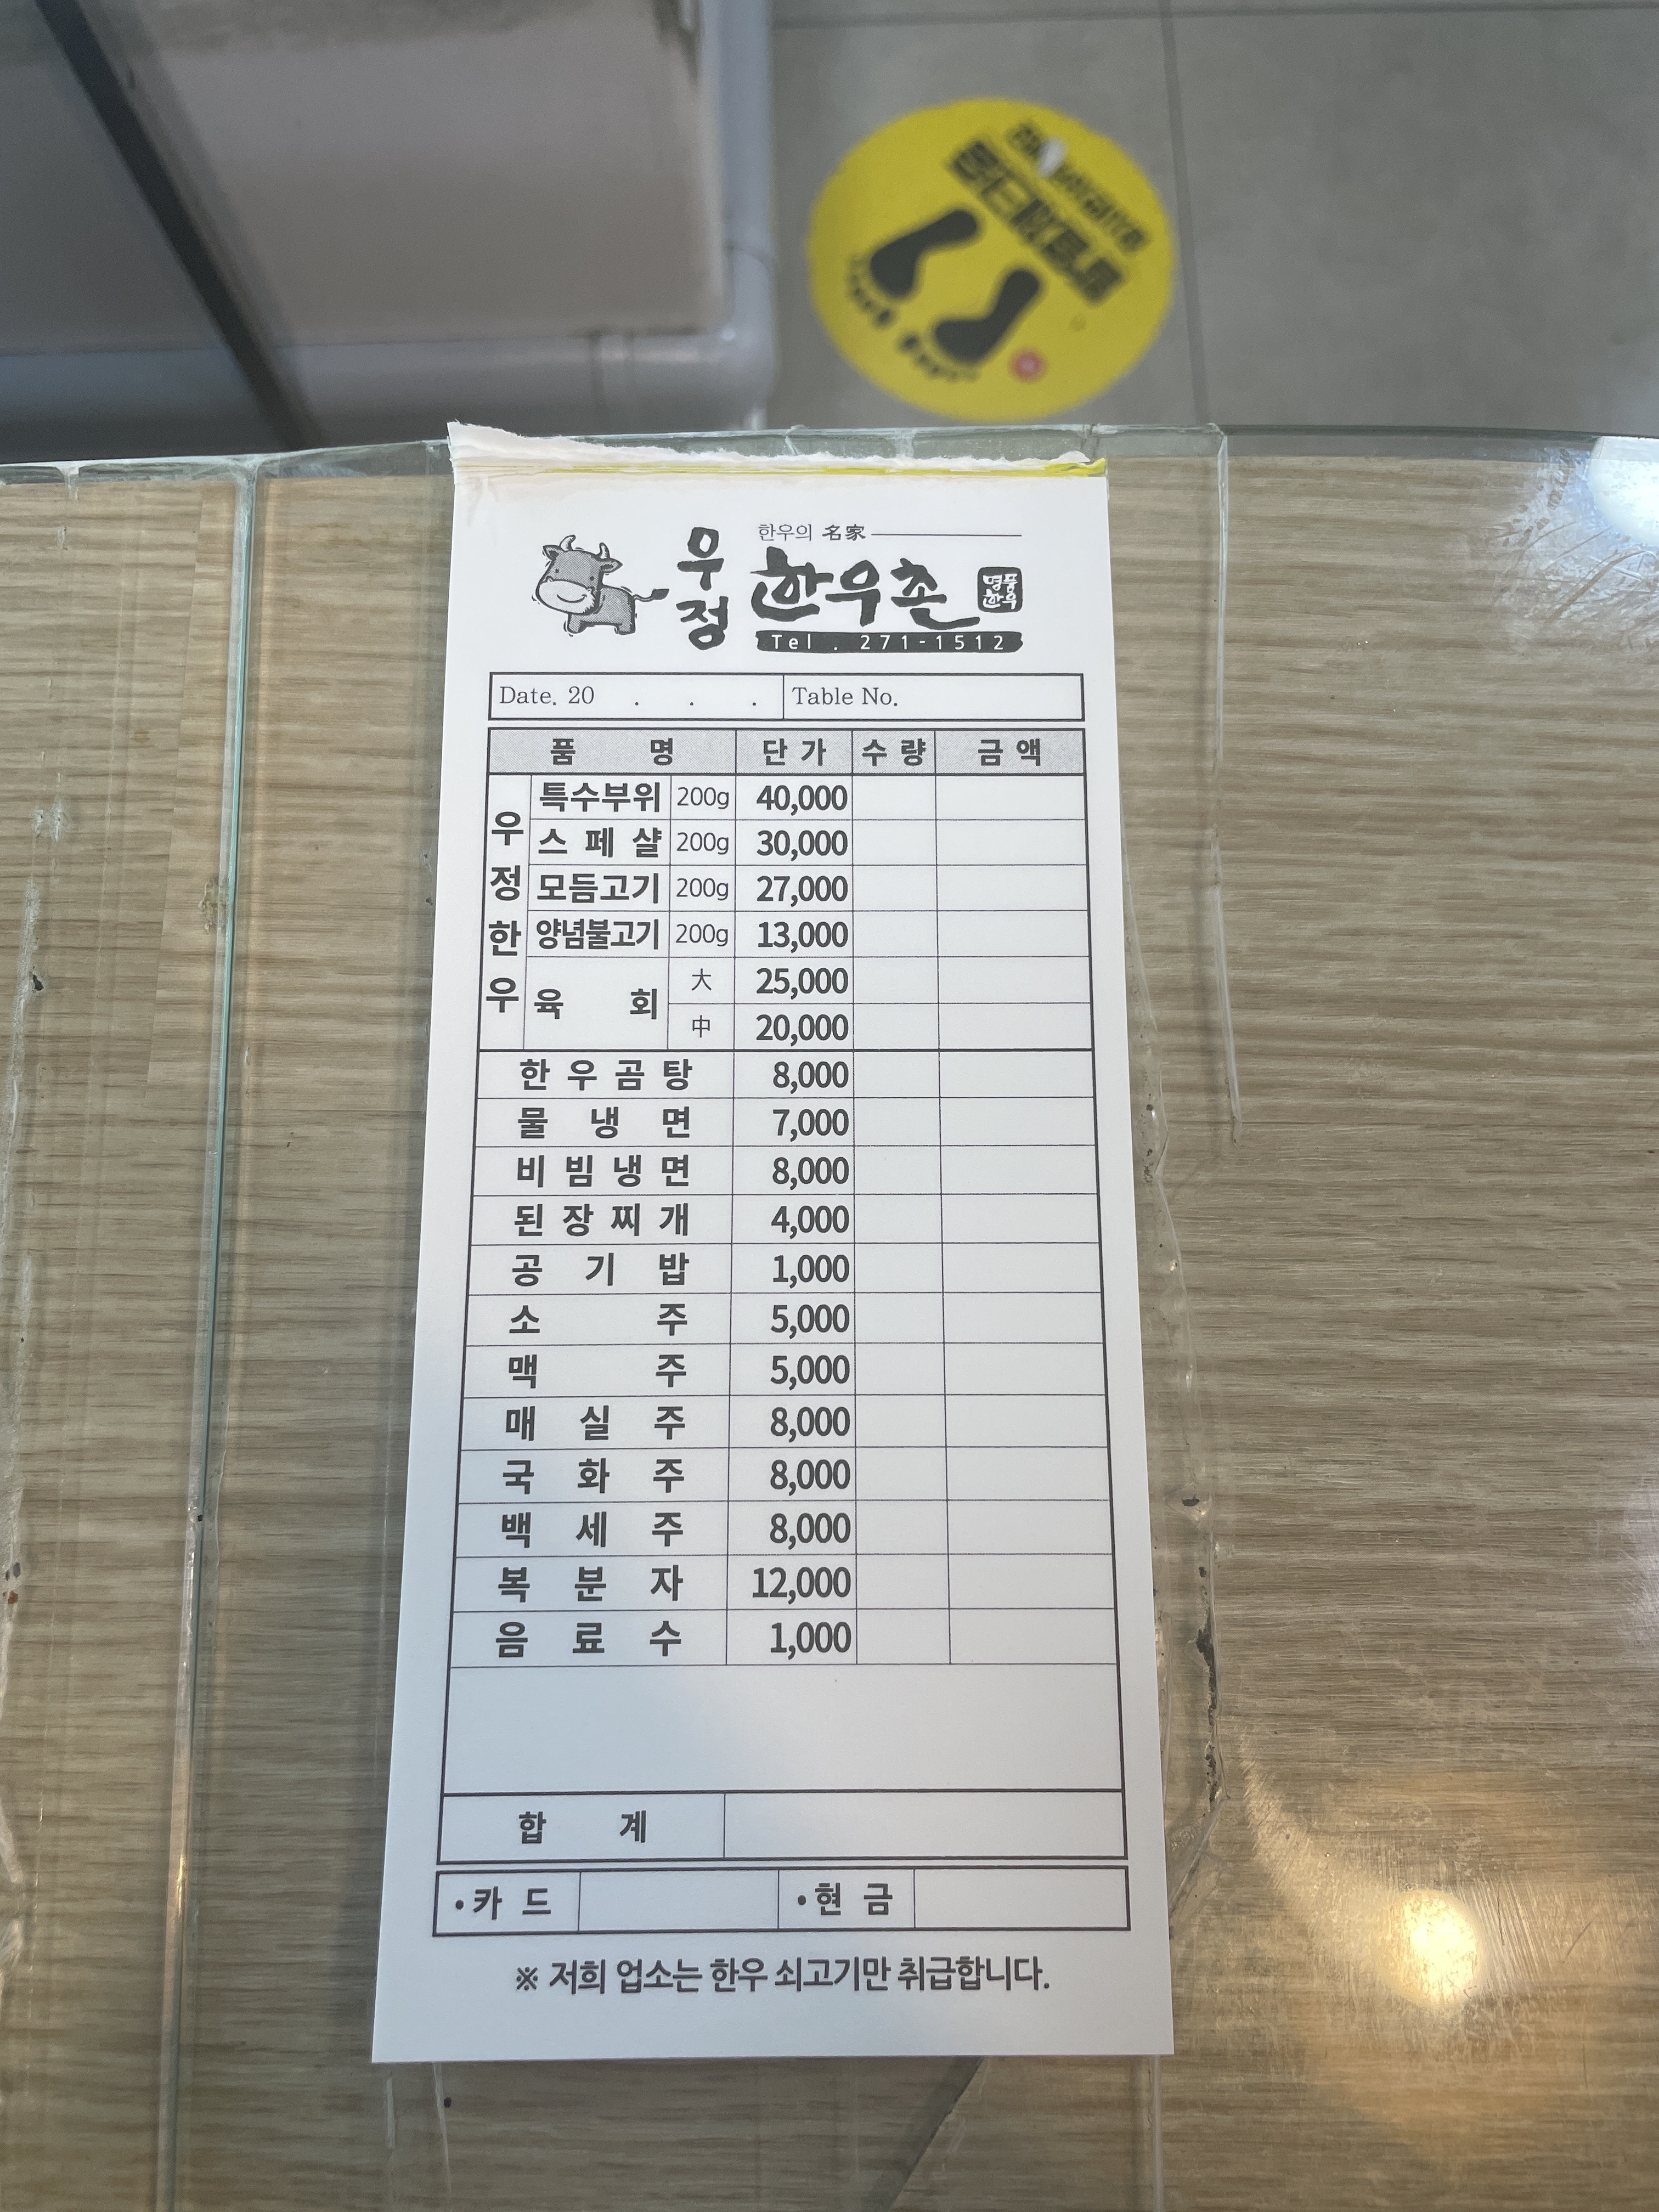 한우의 名家
우정 한우촌 명품한우
Tel . 271-1512
Date. 20 . . . Table No.
품 명 단 가 수 량 금 액
우정한우
특수부위 200g 40,000
스 페 샬 200g 30,000
모듬고기 200g 27,000
양념불고기 200g 13,000
육 회 大 25,000
中 20,000
한 우 곰 탕 8,000
물 냉 면 7,000
비 빔 냉 면 8,000
된 장 찌 개 4,000
공 기 밥 1,000
소 주 5,000
맥 주 5,000
매 실 주 8,000
국 화 주 8,000
백 세 주 8,000
복 분 자 12,000
음 료 수 1,000
합 계
•카 드 •현 금
※ 저희 업소는 한우 쇠고기만 취급합니다.